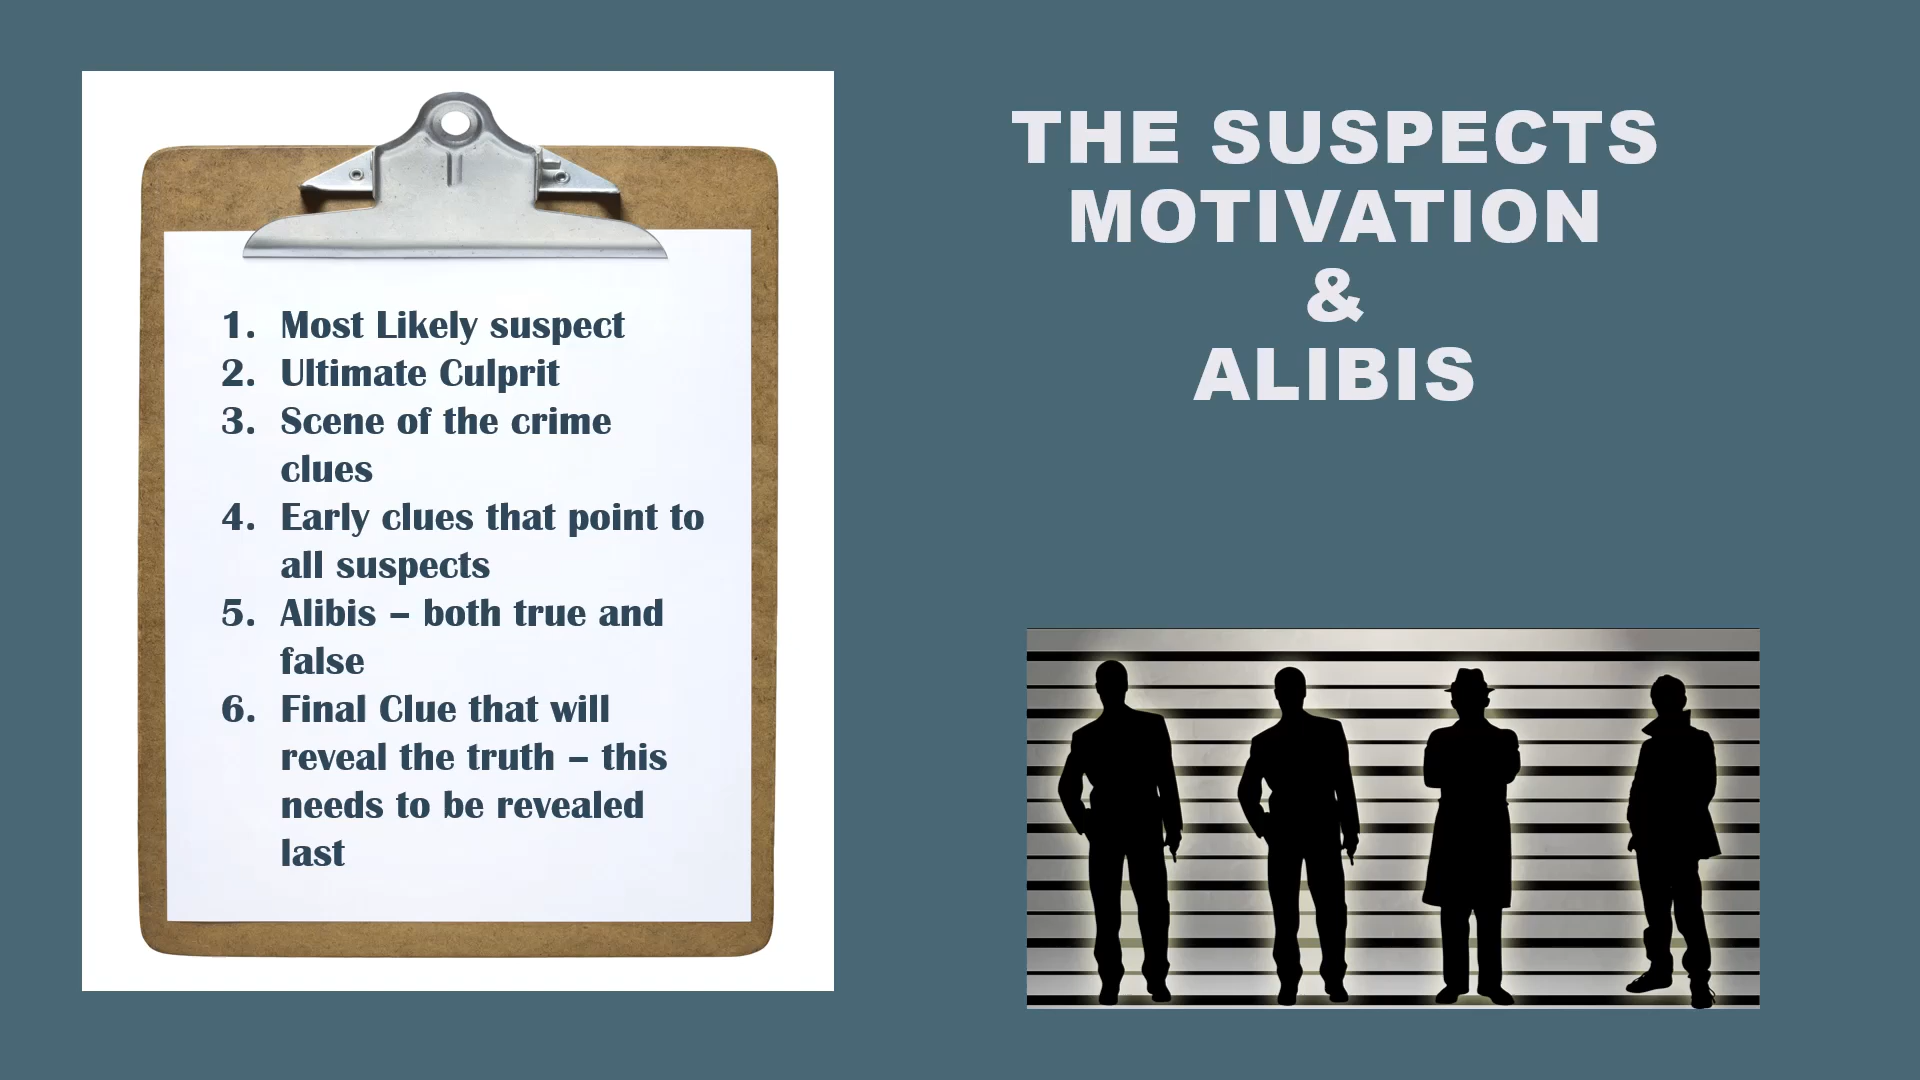 THE SUSPECTS
MOTIVATION
&
ALIBIS
1. Most Likely suspect
2. Ultimate Culprit
3. Scene of the crime
clues
4. Early clues that point to
all suspects
5. Alibis – both true and
false
6. Final Clue that will
reveal the truth – this
needs to be revealed
last